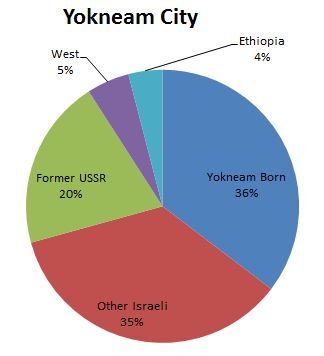 Yokneam City
Ethiopia
4%
West
5%
Yokneam Born
36%
Former USSR
20%
Other Israeli
35%